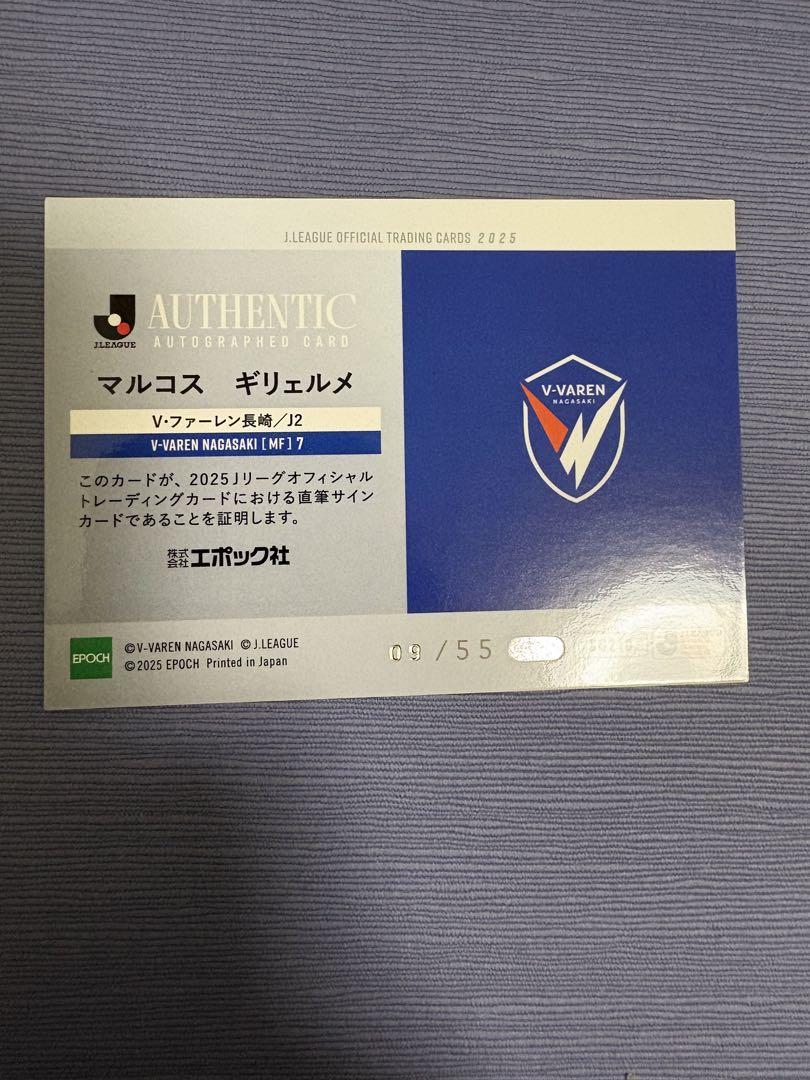 J.LEAGUE OFFICIAL TRADING CARDS 2025
J.LEAGUE
AUTHENTIC
AUTOGRAPHED CARD
マルコス ギリェルメ
V・ファーレン長崎/J2
V-VAREN NAGASAKI [MF] 7
このカードが、2025Jリーグオフィシャル
トレーディングカードにおける直筆サイン
カードであることを証明します。
株式会社エポック社
V-VAREN
NAGASAKI
EPOCH
©V-VAREN NAGASAKI ©J.LEAGUE
©2025 EPOCH Printed in Japan
09 /55